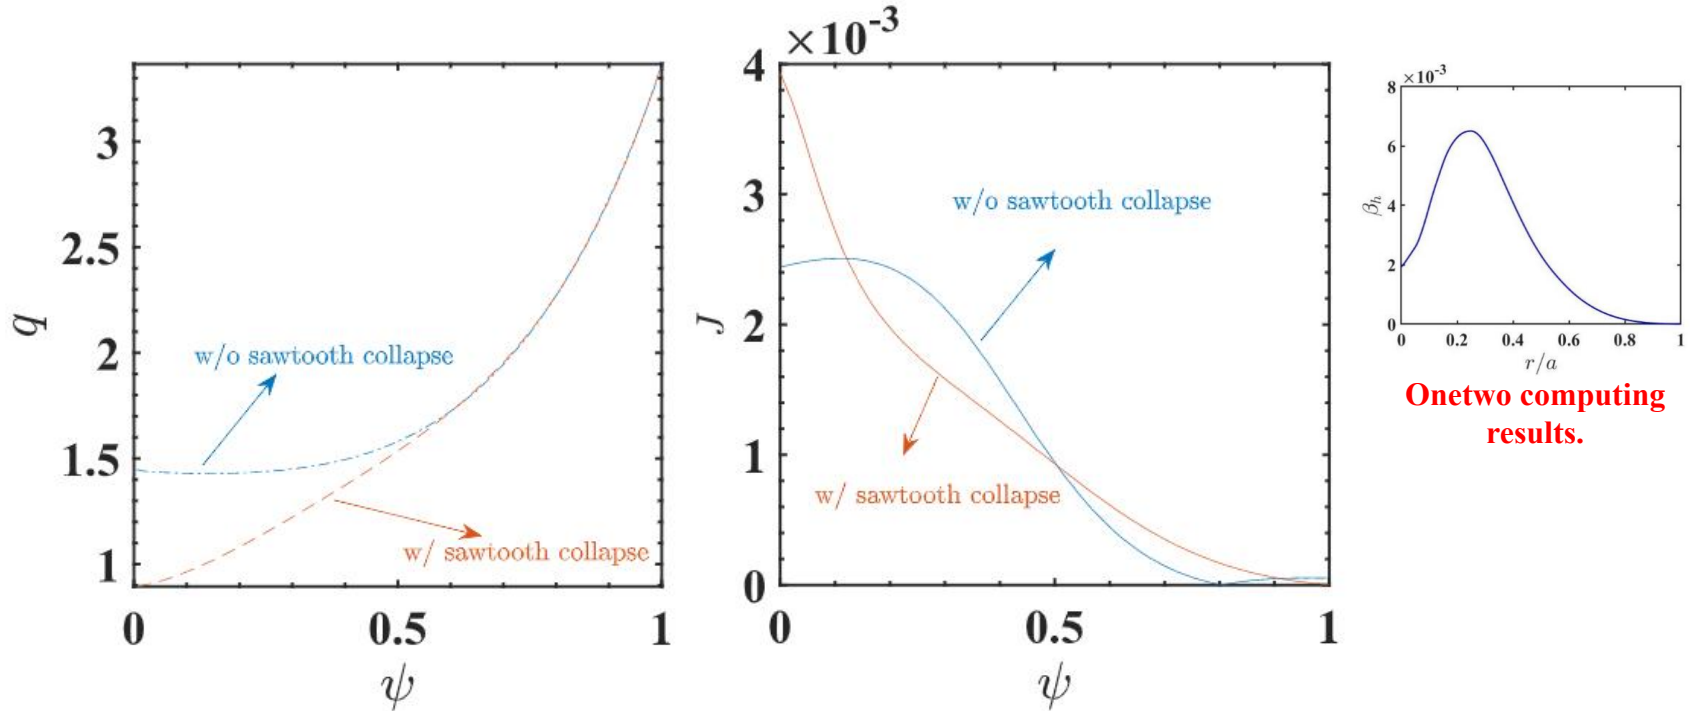 q
3
2.5
2
1.5
1
0
0.5
1
ψ
w/o sawtooth collapse
w/ sawtooth collapse
×10-3
J
4
3
2
1
0
0
0.5
1
ψ
w/o sawtooth collapse
w/ sawtooth collapse
×10-3
βh
8
6
4
2
0
0
0.2
0.4
0.6
0.8
1
r/a
Onetwo computing
results.